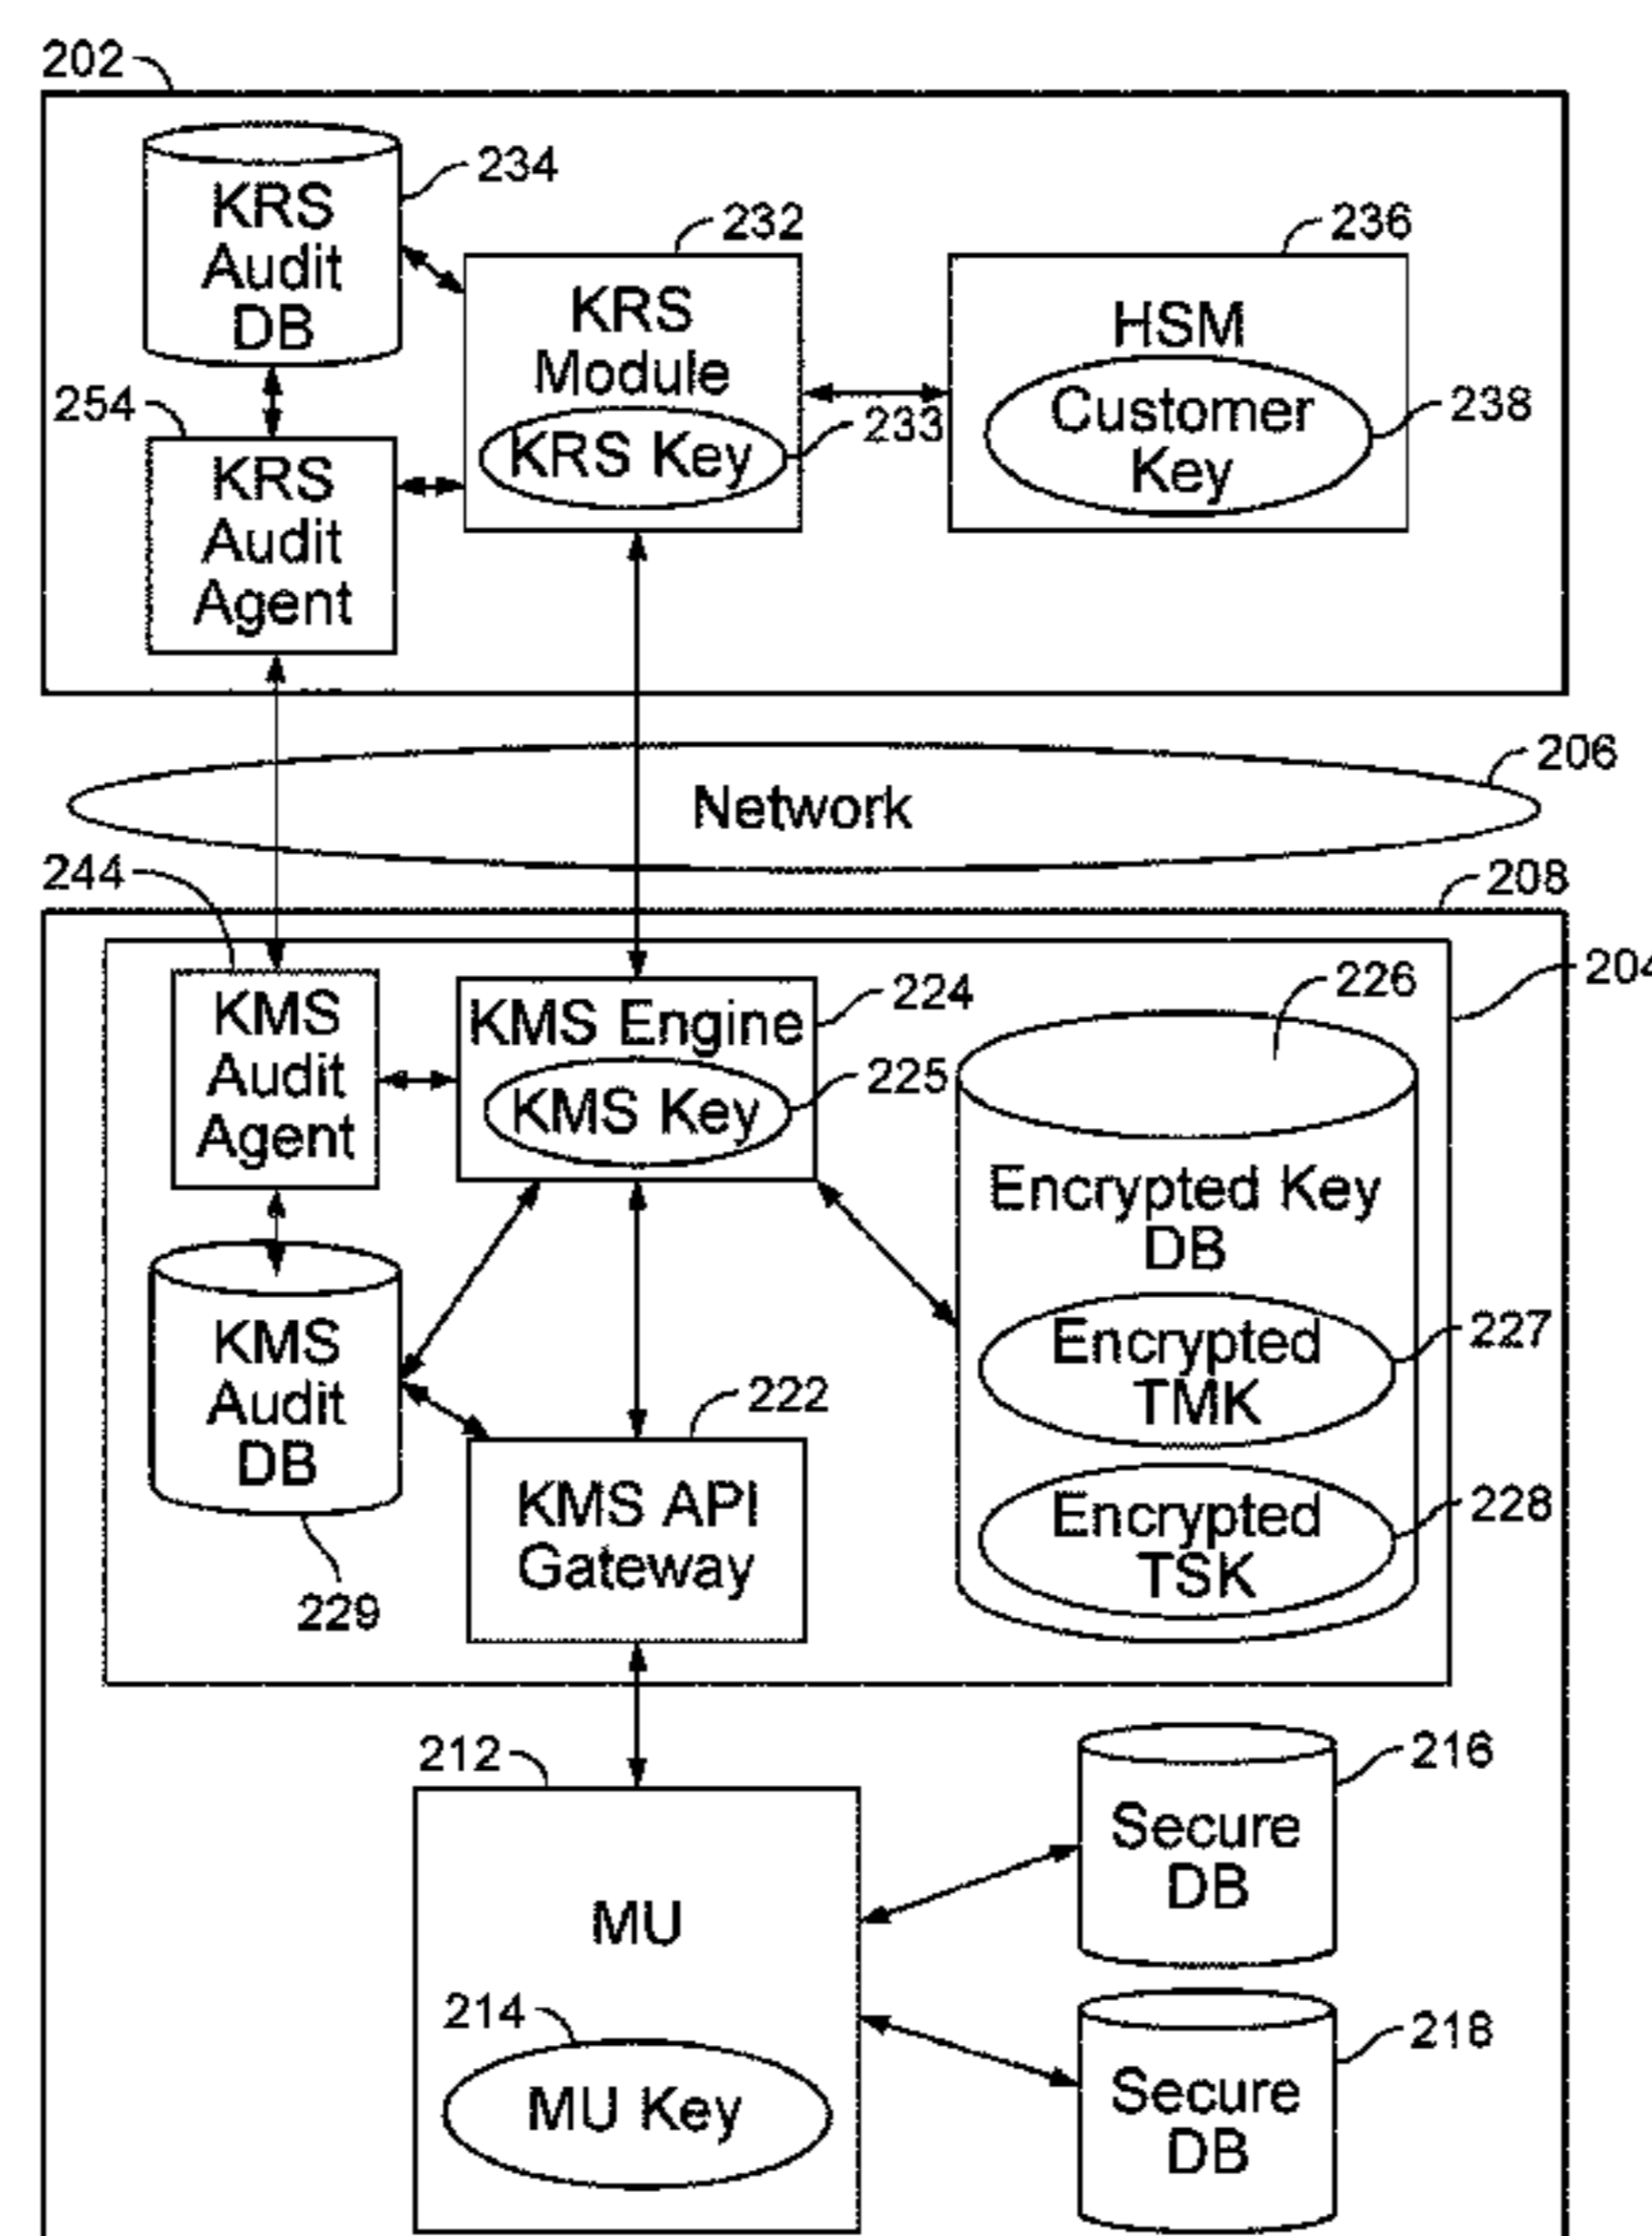 202
KRS
Audit
DB
234
232
236
KRS
Module
KRS Key
233
HSM
Customer
Key
238
254
KRS
Audit
Agent
206
Network
244
208
204
KMS
Audit
Agent
KMS Engine
224
KMS Key
225
226
Encrypted Key
DB
Encrypted
TMK
227
Encrypted
TSK
228
KMS
Audit
DB
229
222
KMS API
Gateway
212
MU
214
MU Key
216
Secure
DB
218
Secure
DB